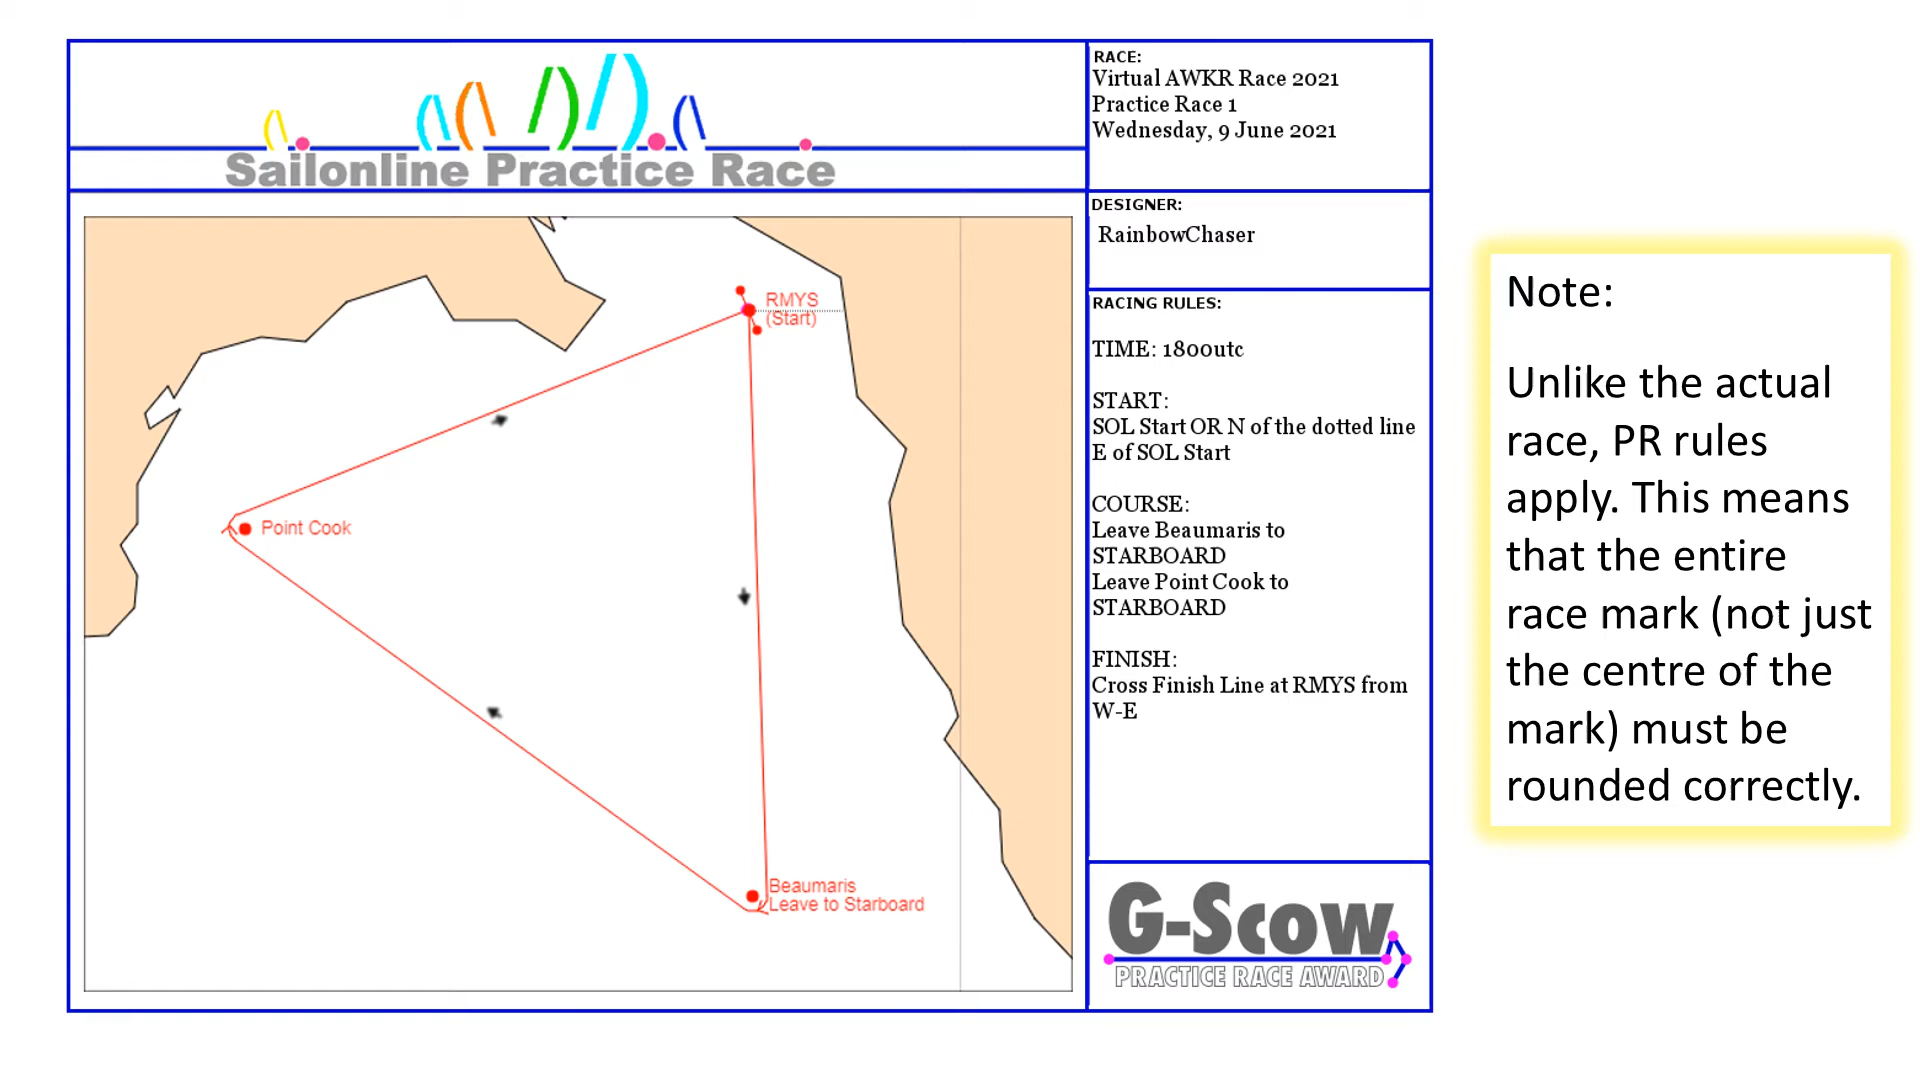 Sailonline Practice Race
RACE:
Virtual AWKR Race 2021
Practice Race 1
Wednesday, 9 June 2021
DESIGNER:
RainbowChaser
RACING RULES:
TIME: 1800utc
START:
SOL Start OR N of the dotted line
E of SOL Start
COURSE:
Leave Beaumaris to
STARBOARD
Leave Point Cook to
STARBOARD
FINISH:
Cross Finish Line at RMYS from
W-E
RMYS
(Start)
Point Cook
Beaumaris
Leave to Starboard
G-Scow
PRACTICE RACE AWARD
Note:
Unlike the actual
race, PR rules
apply. This means
that the entire
race mark (not just
the centre of the
mark) must be
rounded correctly.